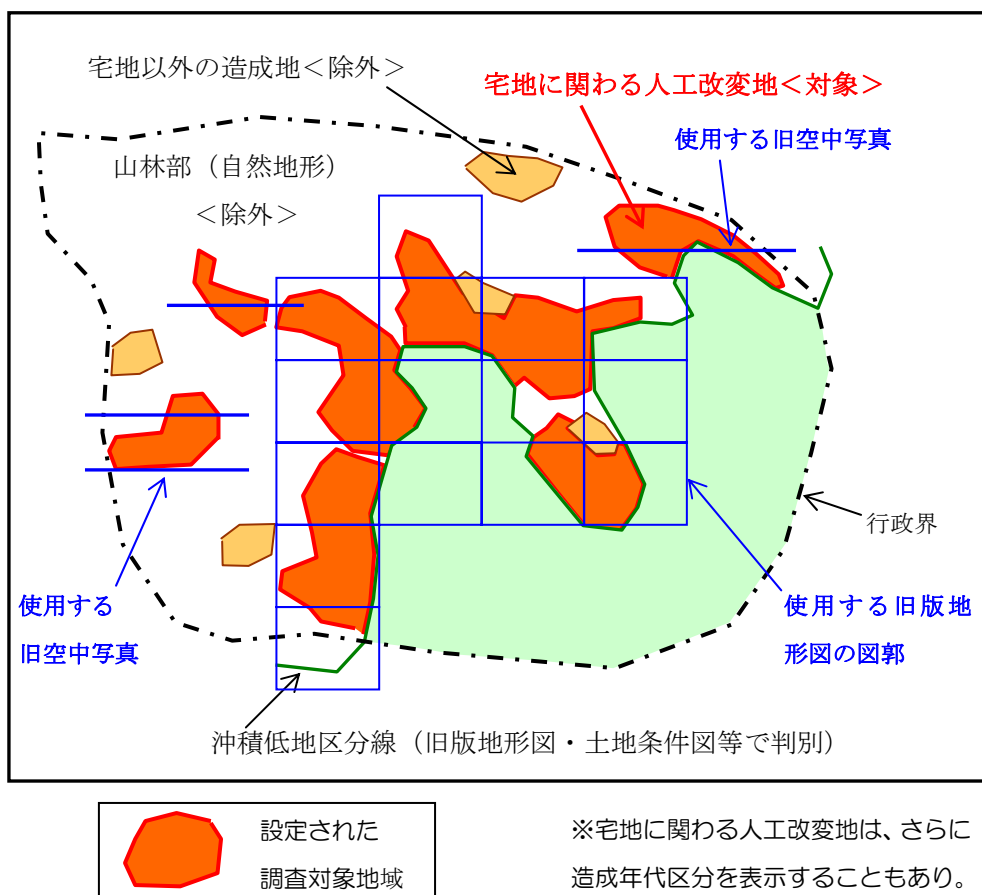 宅地以外の造成地＜除外＞
宅地に関わる人工改変地＜対象＞
使用する旧空中写真
山林部（自然地形）
＜除外＞
行政界
使用する
旧空中写真
使用する旧版地
形図の図郭
沖積低地区分線（旧版地形図・土地条件図等で判別）
設定された
調査対象地域
※宅地に関わる人工改変地は、さらに
造成年代区分を表示することもあり。